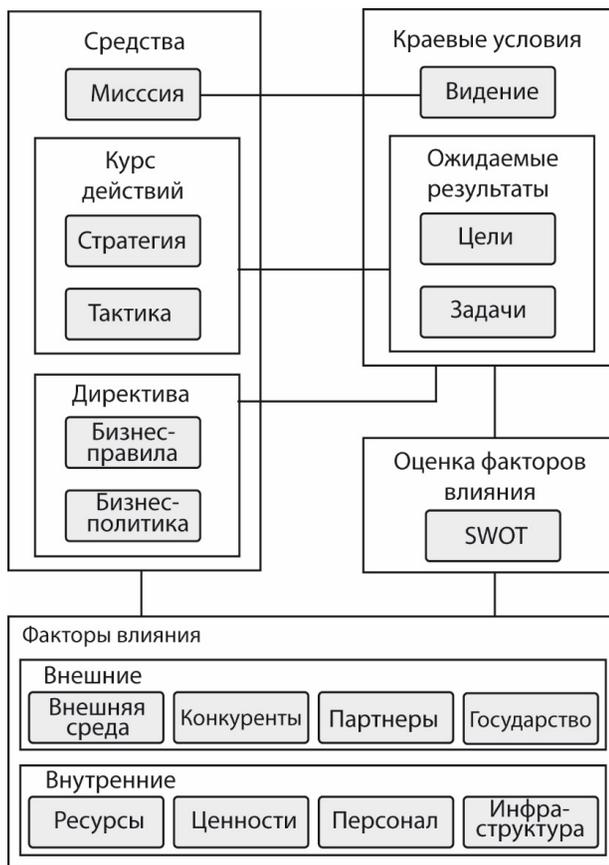 Средства
Мисссия
Курс
действий
Стратегия
Тактика
Директива
Бизнес-
правила
Бизнес-
политика
Краевые условия
Видение
Ожидаемые
результаты
Цели
Задачи
Оценка факторов
влияния
SWOT
Факторы влияния
Внешние
Внешняя
среда
Конкуренты
Партнеры
Государство
Внутренние
Ресурсы
Ценности
Персонал
Инфра-
структура